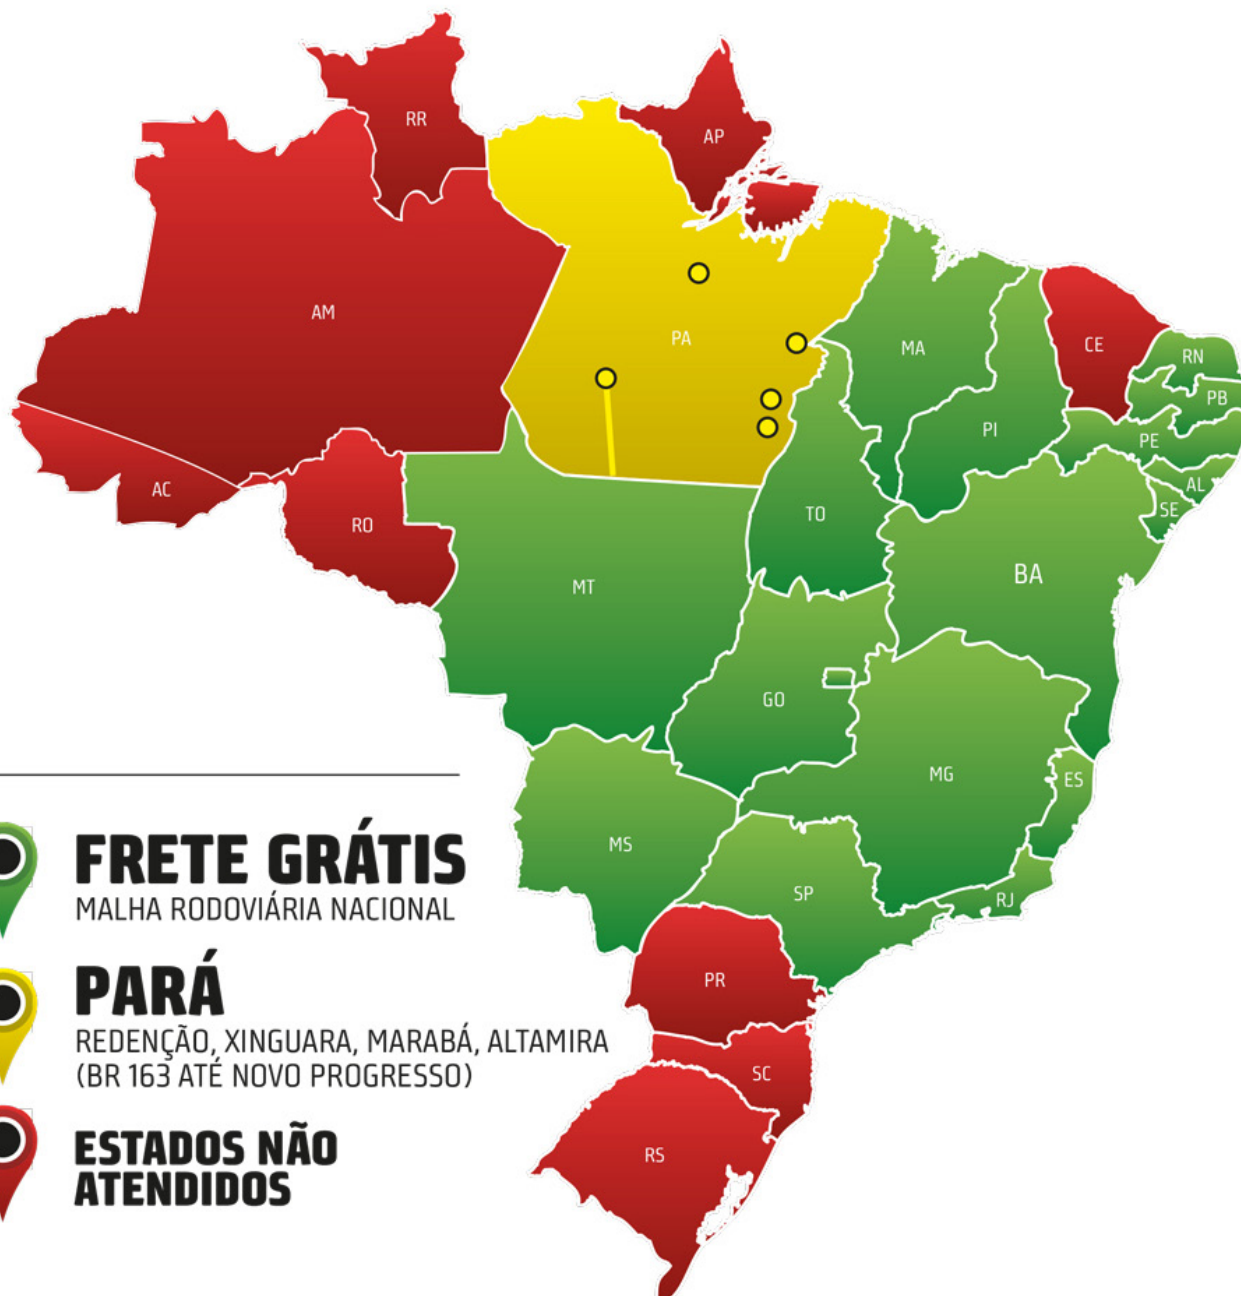 RR
AP
AM
PA
MA
CE
RN
PB
PI
PE
AL
SE
AC
RO
TO
BA
MT
GO
MG
ES
MS
SP
RJ
PR
SC
RS
FRETE GRÁTIS
MALHA RODOVIÁRIA NACIONAL
PARÁ
REDENÇÃO, XINGUARA, MARABÁ, ALTAMIRA
(BR 163 ATÉ NOVO PROGRESSO)
ESTADOS NÃO
ATENDIDOS